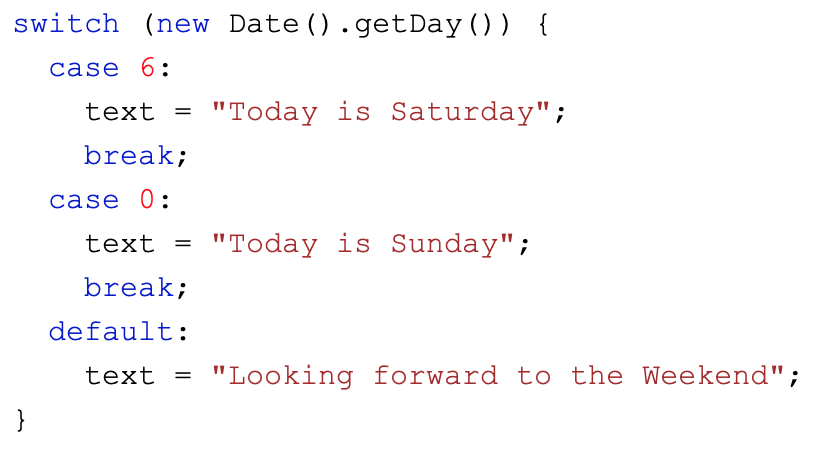 switch (new Date().getDay()) {
  case 6:
    text = "Today is Saturday";
    break;
  case 0:
    text = "Today is Sunday";
    break;
  default:
    text = "Looking forward to the Weekend";
}